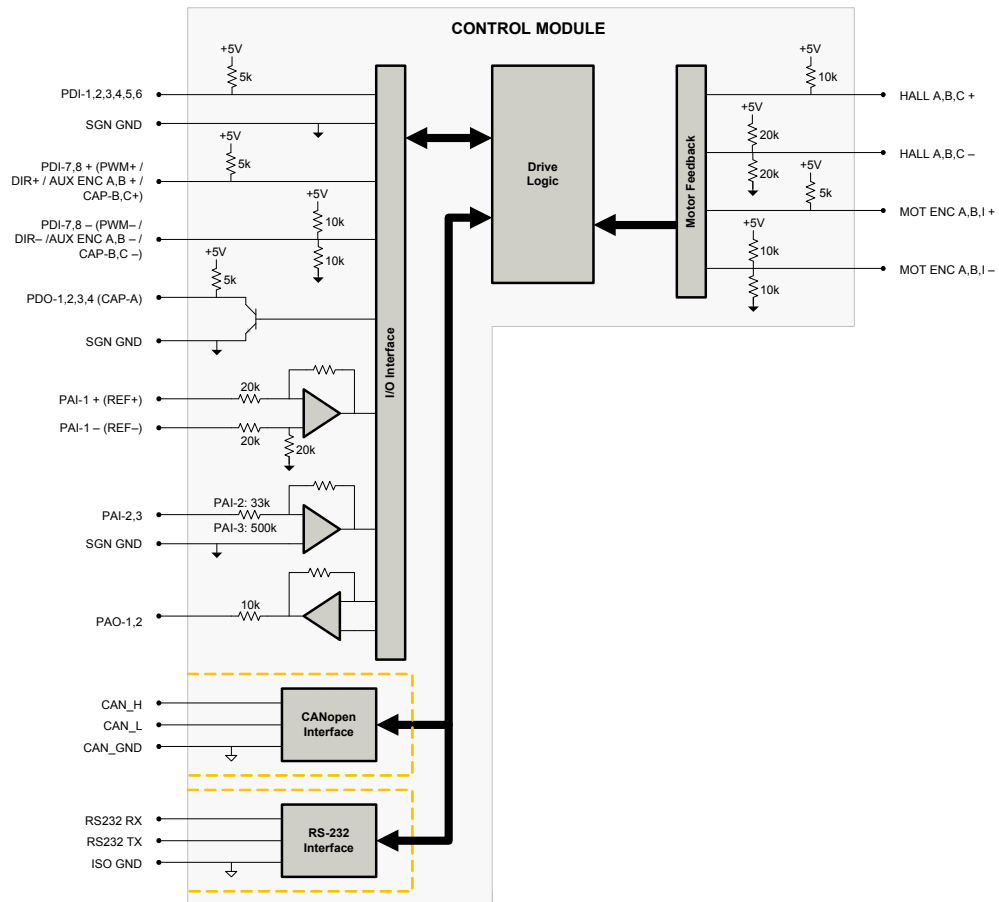 CONTROL MODULE
+5V
5k
PDI-1,2,3,4,5,6
SGN GND
+5V
5k
PDI-7,8 + (PWM+ /
DIR+ / AUX ENC A,B + /
CAP-B,C+)
+5V
10k
10k
PDI-7,8 – (PWM– /
DIR– /AUX ENC A,B – /
CAP-B,C –)
+5V
5k
PDO-1,2,3,4 (CAP-A)
SGN GND
PAI-1 + (REF+)
20k
PAI-1 – (REF–)
20k
20k
PAI-2: 33k
PAI-2,3
PAI-3: 500k
SGN GND
10k
PAO-1,2
I/O Interface
CAN_H
CAN_L
CAN_GND
CANopen
Interface
RS232 RX
RS232 TX
ISO GND
RS-232
Interface
Drive
Logic
Motor Feedback
+5V
10k
HALL A,B,C +
+5V
20k
20k
HALL A,B,C –
+5V
5k
MOT ENC A,B,I +
+5V
10k
10k
MOT ENC A,B,I –